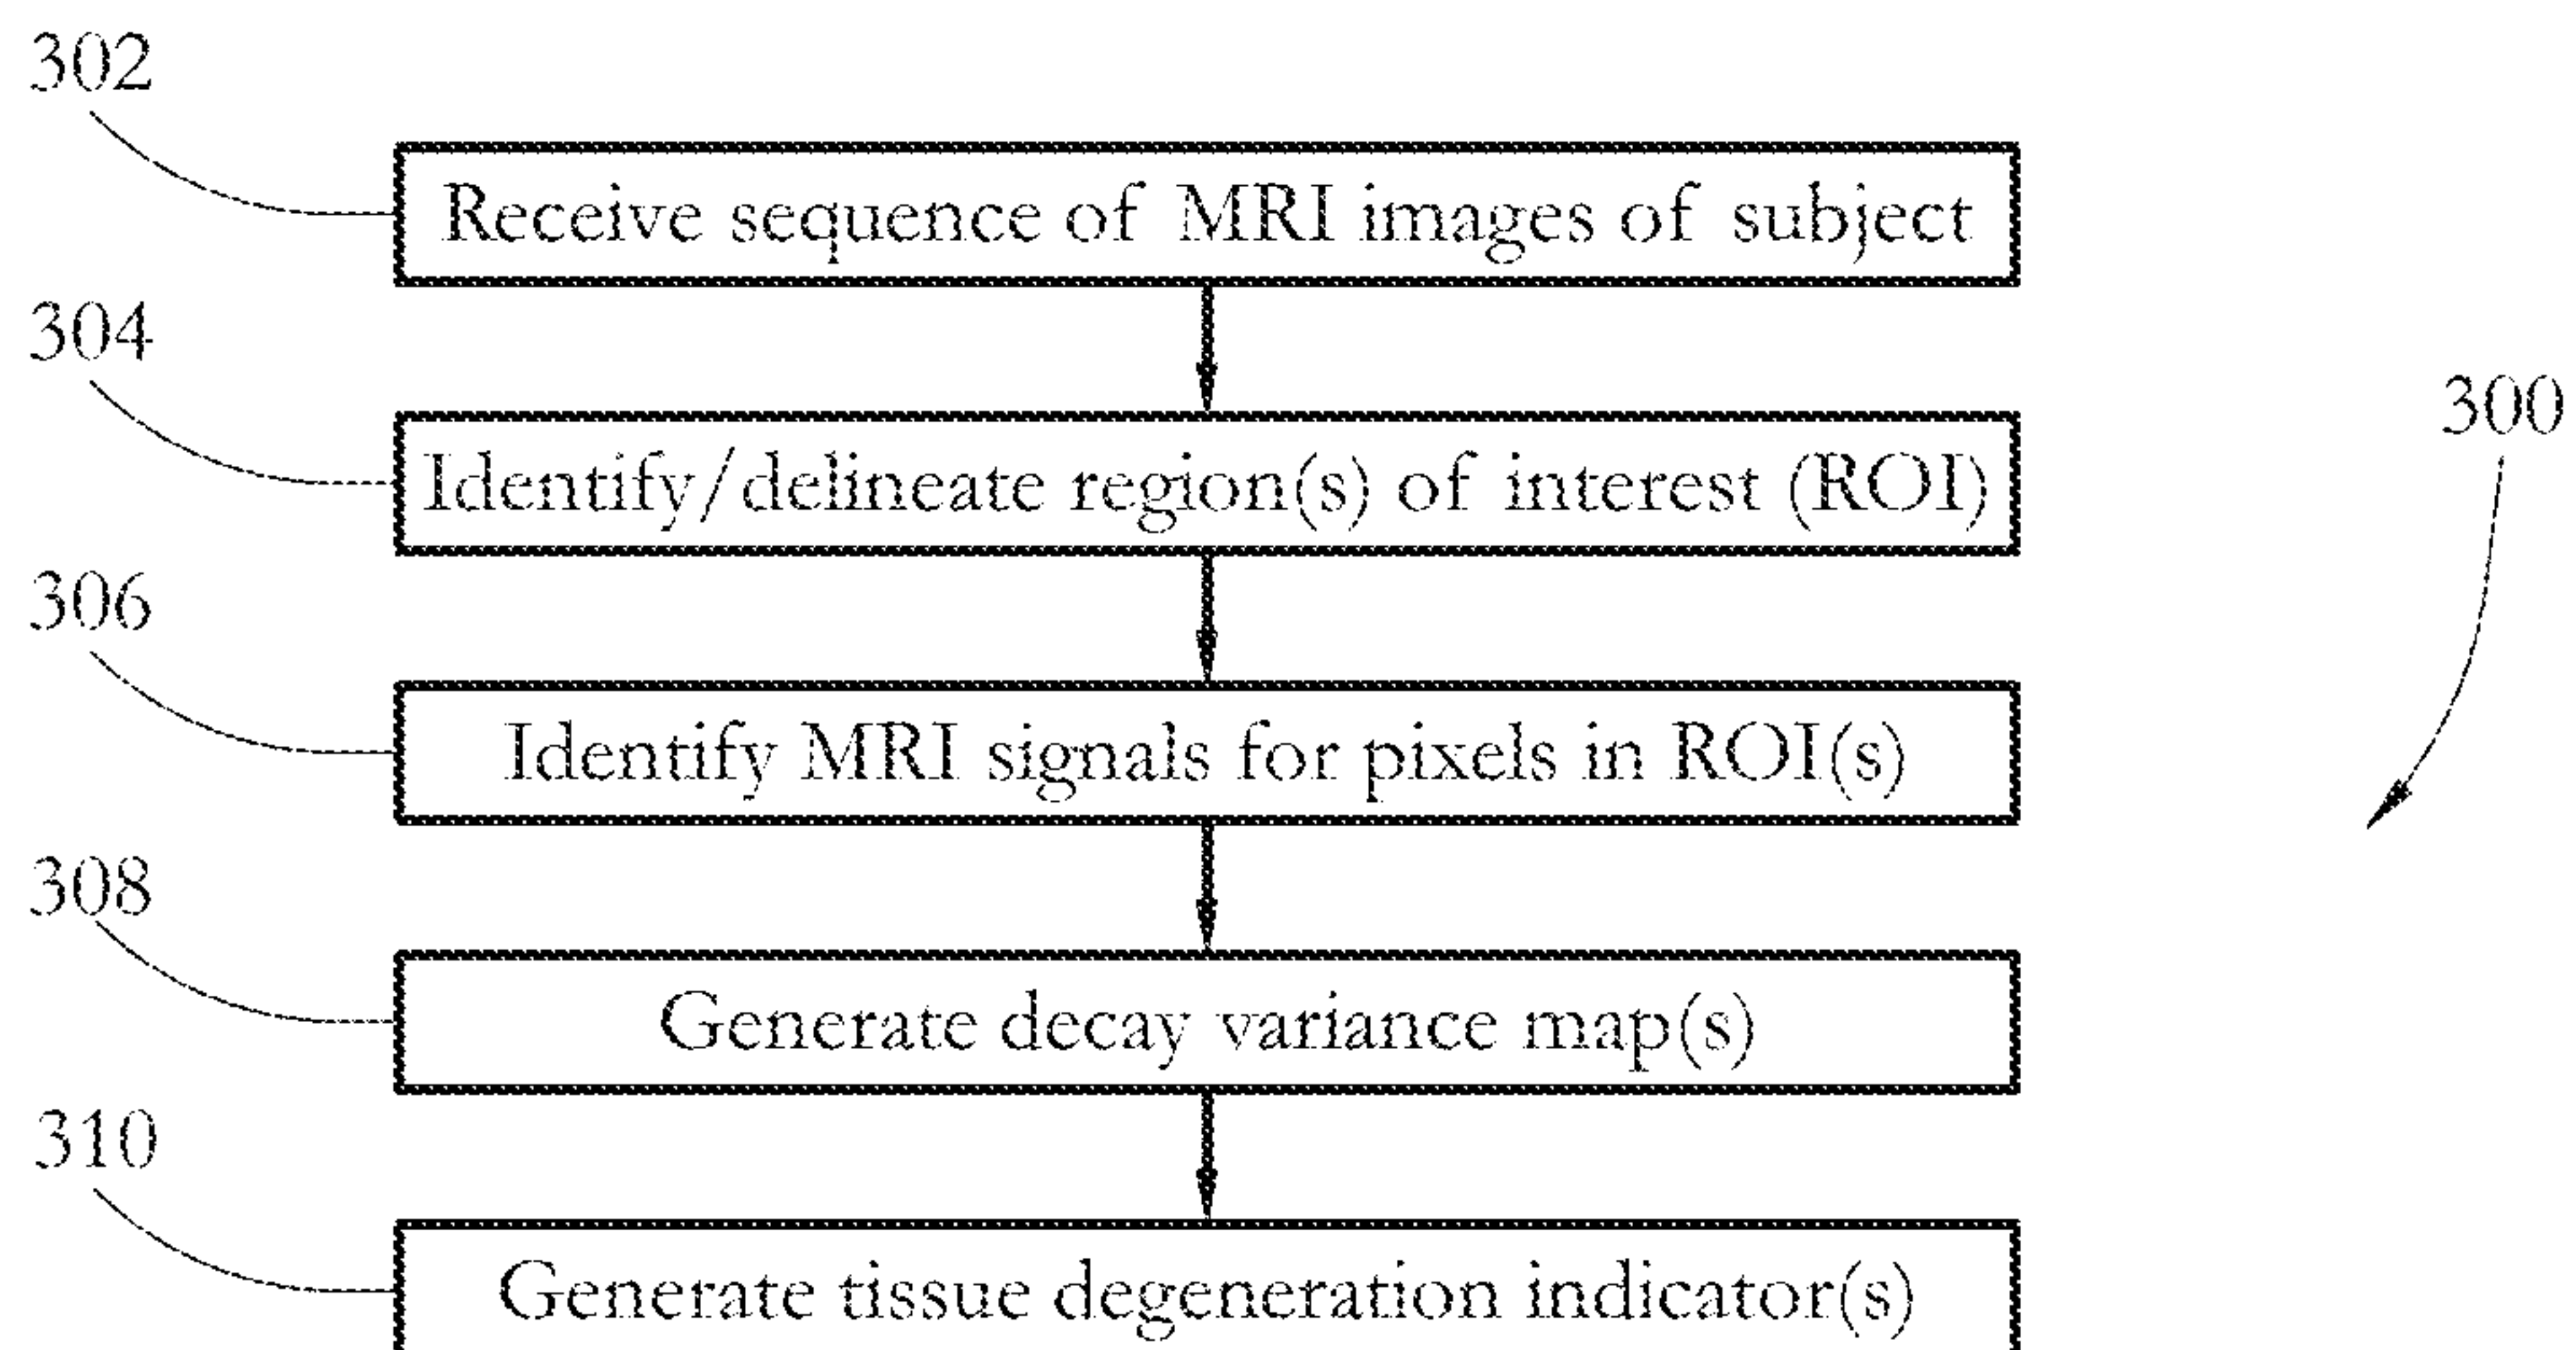 302
Receive sequence of MRI images of subject
304
Identify/delineate region(s) of interest (ROI)
300
306
Identify MRI signals for pixels in ROI(s)
308
Generate decay variance map(s)
310
Generate tissue degeneration indicator(s)